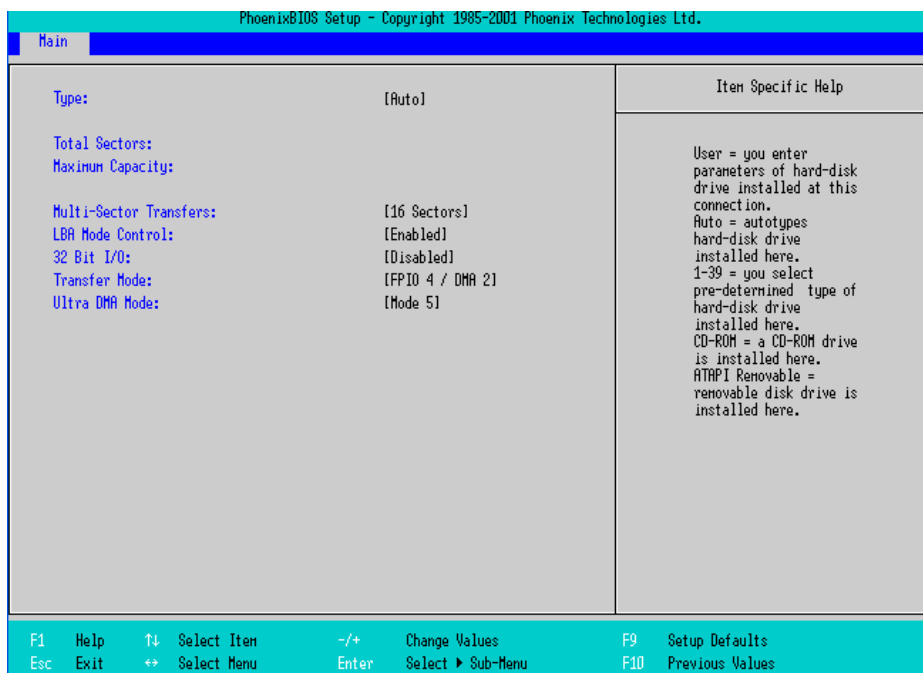 PhoenixBIOS Setup - Copyright 1985-2001 Phoenix Technologies Ltd.
Main
Type: [Auto]
Total Sectors:
Maximum Capacity:
Multi-Sector Transfers: [16 Sectors]
LBA Mode Control: [Enabled]
32 Bit I/O: [Disabled]
Transfer Mode: [FPIO 4 / DMA 2]
Ultra DMA Mode: [Mode 5]
Item Specific Help
User = you enter
parameters of hard-disk
drive installed at this
connection.
Auto = autotypes
hard-disk drive
installed here.
1-39 = you select
pre-determined type of
hard-disk drive
installed here.
CD-ROM = a CD-ROM drive
is installed here.
ATAPI Removable =
removable disk drive is
installed here.
F1 Help ↑↓ Select Item -/+ Change Values F9 Setup Defaults
Esc Exit ↔ Select Menu Enter Select ▶ Sub-Menu F10 Previous Values